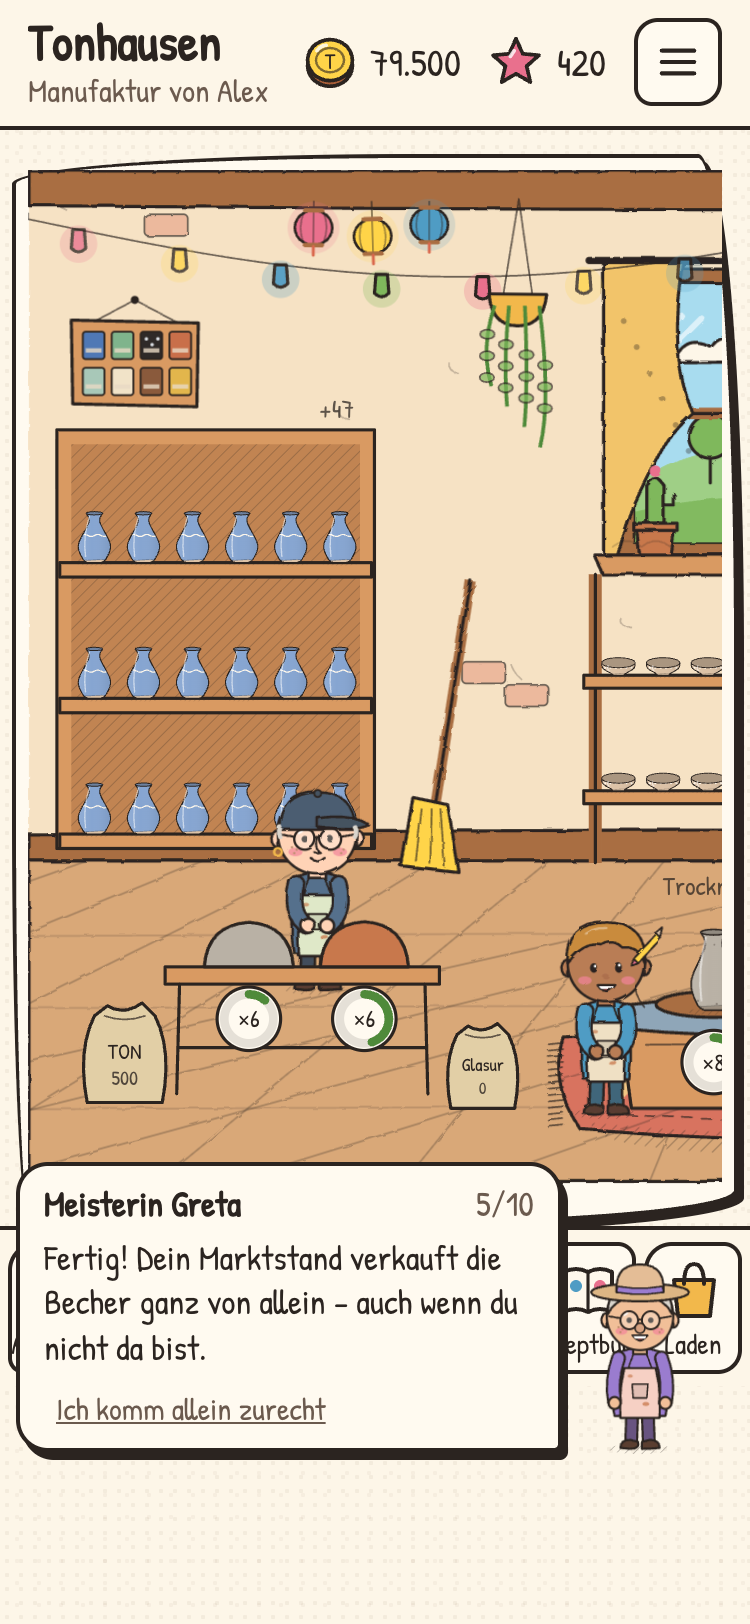 Tonhausen
Manufaktur von Alex
T
79.500
420
+47
Trockn
×6
×6
×8
TON
500
Glasur
0
Meisterin Greta
5/10
Fertig! Dein Marktstand verkauft die
Becher ganz von allein – auch wenn du
nicht da bist.
Ich komm allein zurecht
Laden